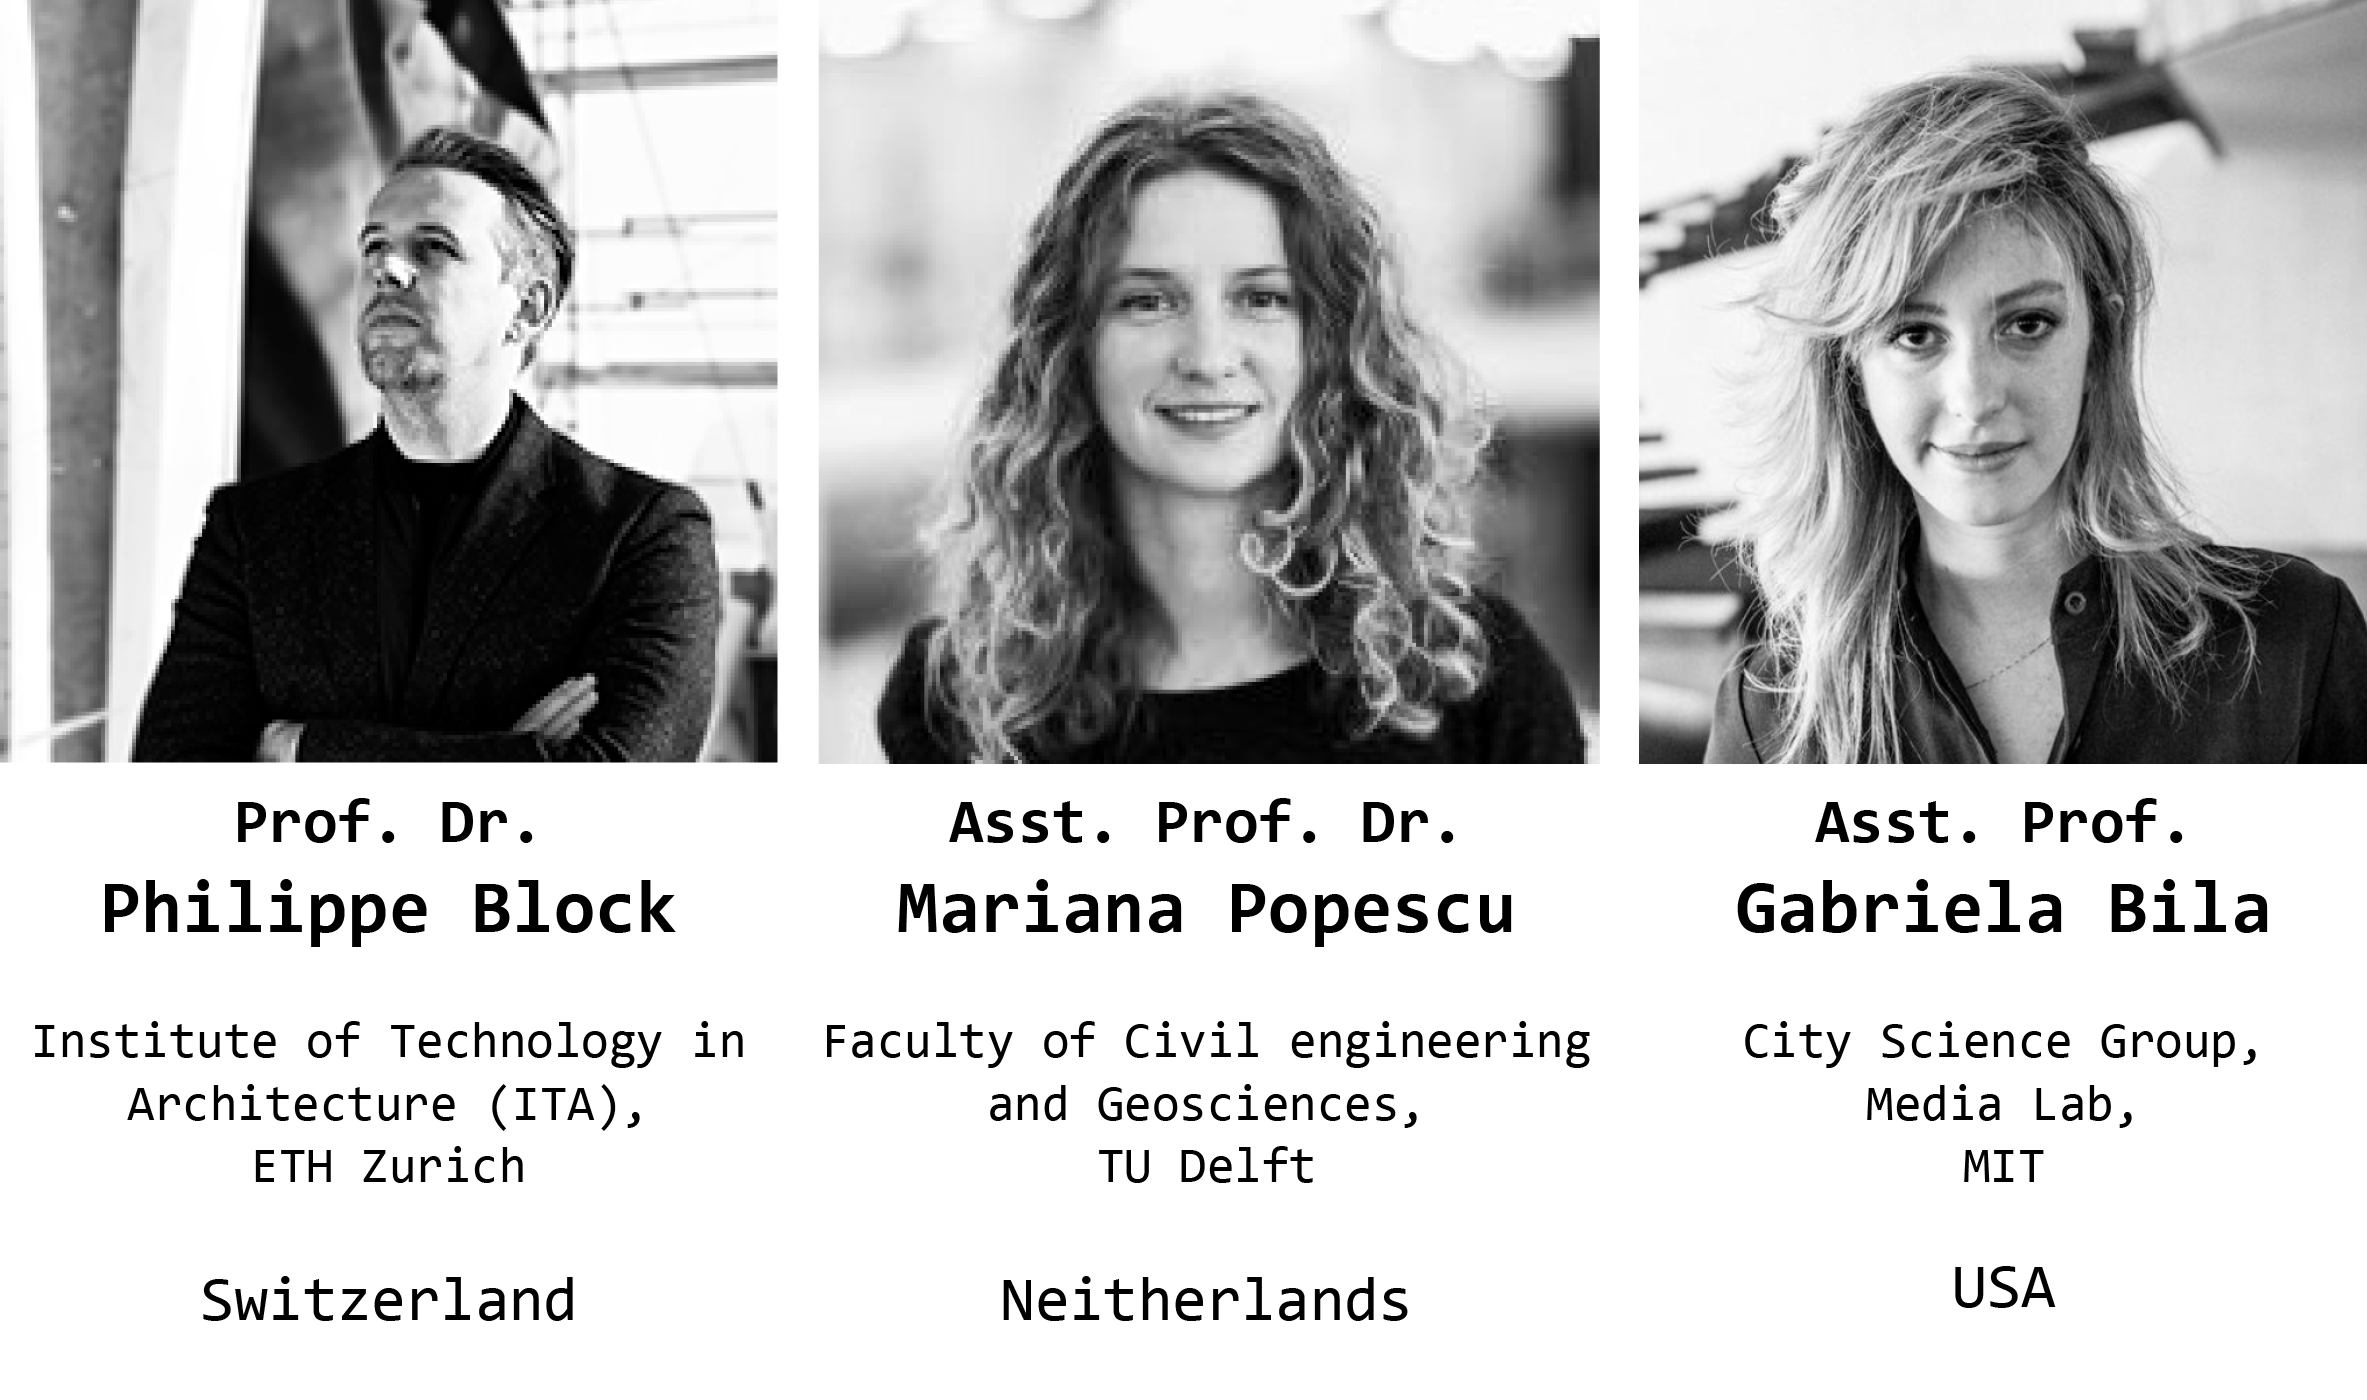 Prof. Dr.
Philippe Block
Institute of Technology in
Architecture (ITA),
ETH Zurich
Switzerland
Asst. Prof. Dr.
Mariana Popescu
Faculty of Civil engineering
and Geosciences,
TU Delft
Neitherlands
Asst. Prof.
Gabriela Bila
City Science Group,
Media Lab,
MIT
USA